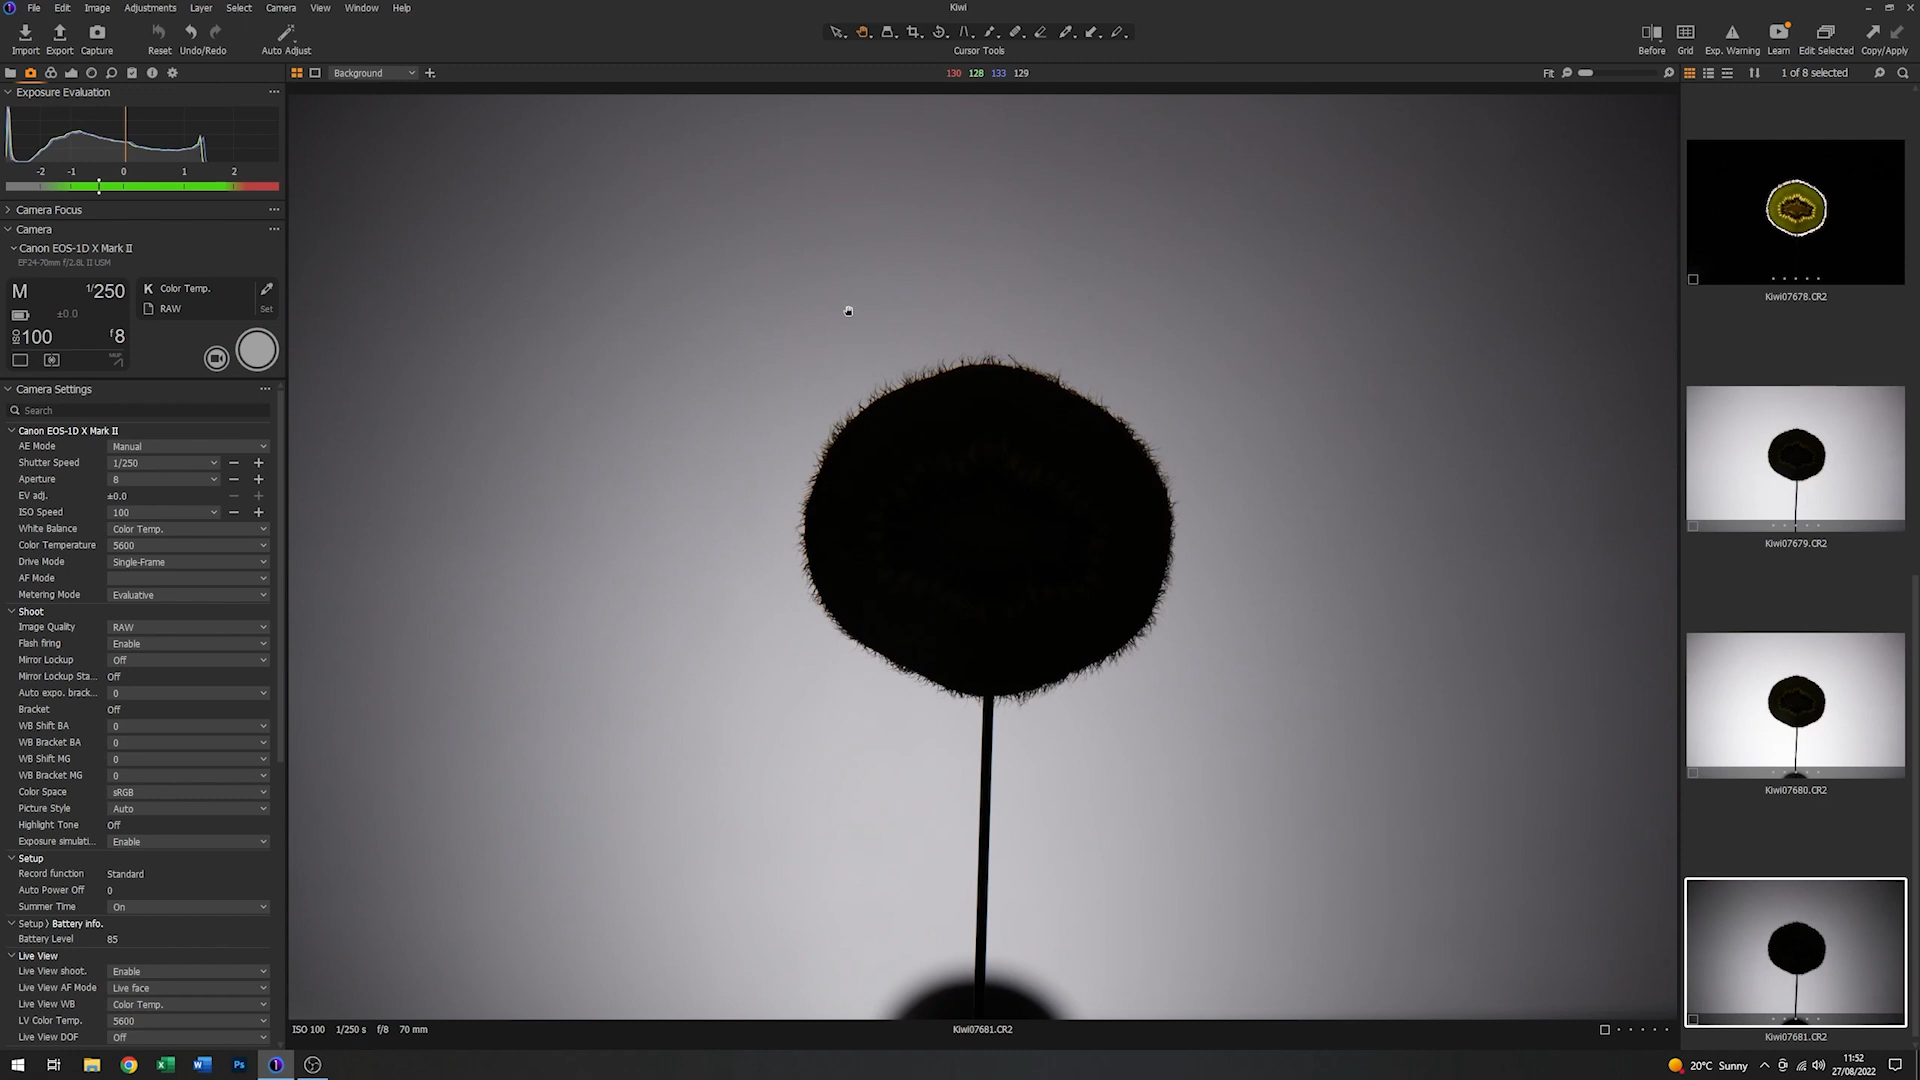 File Edit Image Adjustments Layer Select Camera View Window Help
Kiwi
Import Export Capture Reset Undo/Redo Auto Adjust
Cursor Tools
Before Grid Exp. Warning Learn Edit Selected Copy/Apply
Background
130 128 133 129
Fit
1 of 8 selected
Exposure Evaluation
-2 -1 0 1 2
Camera Focus
Camera
Canon EOS-1D X Mark II
EF24-70mm f/2.8L II USM
M 1/250 K Color Temp.
±0.0 RAW Set
ISO 100 f8
Camera Settings
Search
Canon EOS-1D X Mark II
AE Mode Manual
Shutter Speed 1/250
Aperture 8
EV adj. ±0.0
ISO Speed 100
White Balance Color Temp.
Color Temperature 5600
Drive Mode Single-Frame
AF Mode
Metering Mode Evaluative
Shoot
Image Quality RAW
Flash firing Enable
Mirror Lockup Off
Mirror Lockup Sta... Off
Auto expo. brack... 0
Bracket Off
WB Shift BA 0
WB Bracket BA 0
WB Shift MG 0
WB Bracket MG 0
Color Space sRGB
Picture Style Auto
Highlight Tone Off
Exposure simulati... Enable
Setup
Record function Standard
Auto Power Off 0
Summer Time On
Setup › Battery info.
Battery Level 85
Live View
Live View shoot. Enable
Live View AF Mode Live face
Live View WB Color Temp.
LV Color Temp. 5600
Live View DOF Off
ISO 100 1/250 s f/8 70 mm
Kiwi07681.CR2
Kiwi07678.CR2
Kiwi07679.CR2
Kiwi07680.CR2
Kiwi07681.CR2
20°C Sunny
11:52
27/08/2022